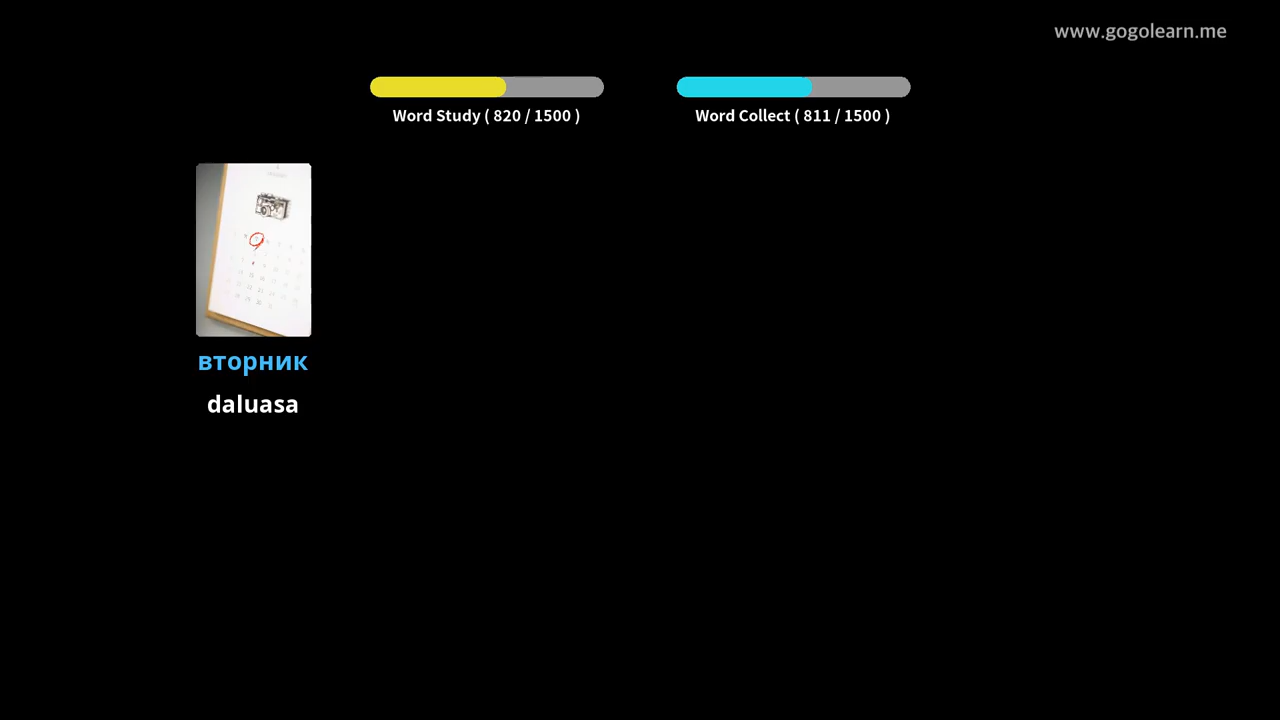 www.gogolearn.me
Word Study ( 820 / 1500 )
Word Collect ( 811 / 1500 )
вторник
daluasa